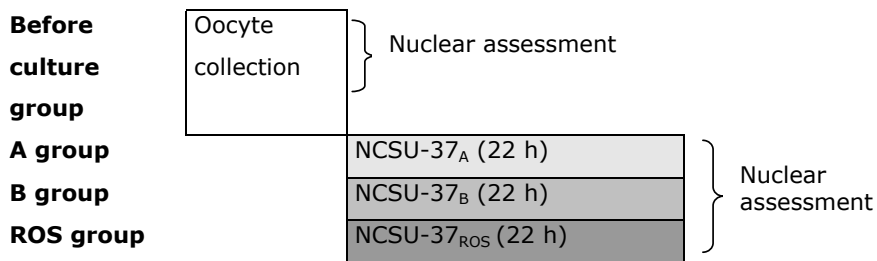 Before Oocyte
Nuclear assessment
culture collection
group
A group NCSU-37A (22 h)
B group NCSU-37B (22 h)
Nuclear
assessment
ROS group NCSU-37ROS (22 h)